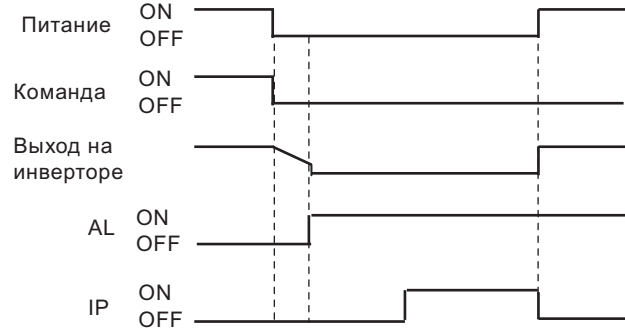 Питание ON
OFF
Команда ON
OFF
Выход на
инверторе
AL ON
OFF
IP ON
OFF